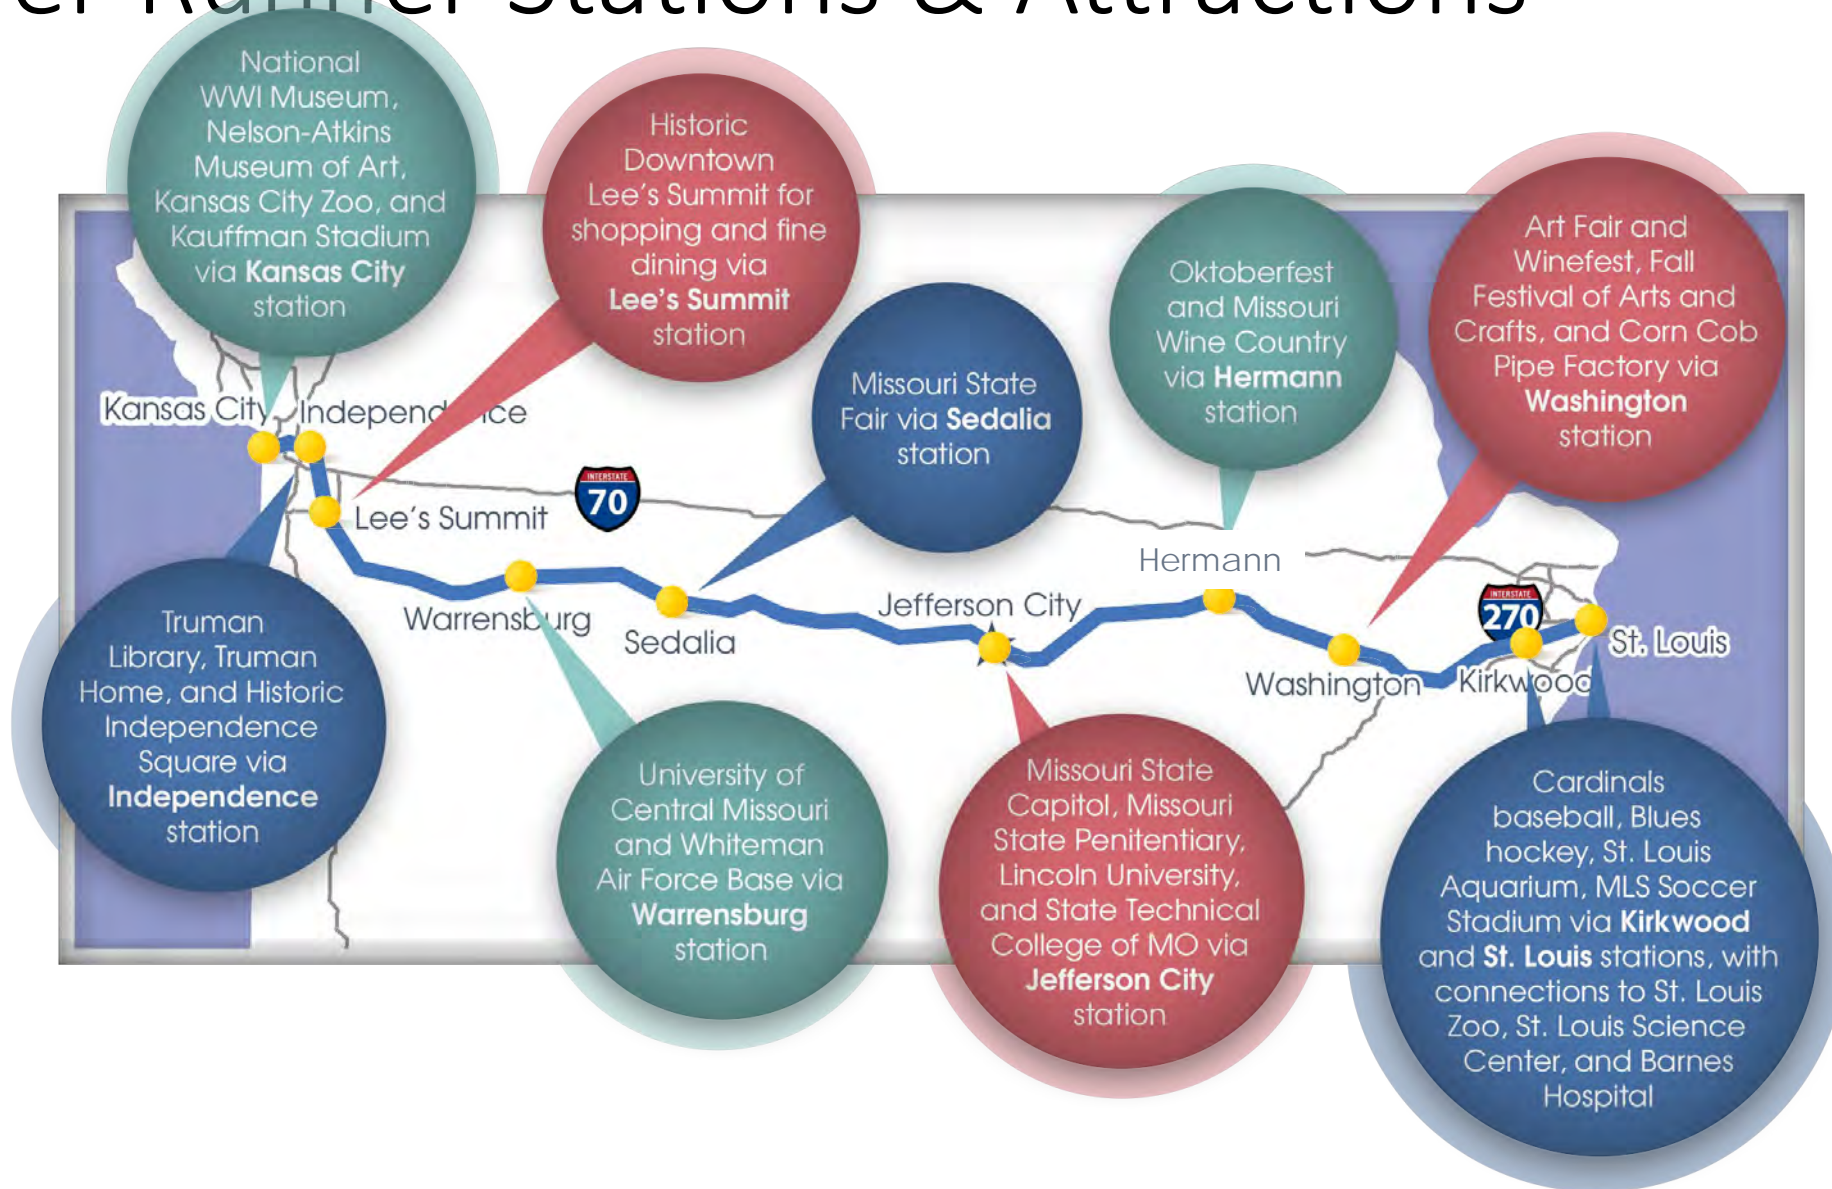 Runner Stations & Attractions
National
WWI Museum,
Nelson-Atkins
Museum of Art,
Kansas City Zoo, and
Kauffman Stadium
via Kansas City
station
Historic
Downtown
Lee's Summit for
shopping and fine
dining via
Lee's Summit
station
Missouri State
Fair via Sedalia
station
Oktoberfest
and Missouri
Wine Country
via Hermann
station
Art Fair and
Winefest, Fall
Festival of Arts and
Crafts, and Corn Cob
Pipe Factory via
Washington
station
Kansas City
Independence
Lee's Summit
INTERSTATE
70
Warrensburg
Sedalia
Jefferson City
Hermann
Washington
INTERSTATE
270
Kirkwood
St. Louis
Truman
Library, Truman
Home, and Historic
Independence
Square via
Independence
station
University of
Central Missouri
and Whiteman
Air Force Base via
Warrensburg
station
Missouri State
Capitol, Missouri
State Penitentiary,
Lincoln University,
and State Technical
College of MO via
Jefferson City
station
Cardinals
baseball, Blues
hockey, St. Louis
Aquarium, MLS Soccer
Stadium via Kirkwood
and St. Louis stations, with
connections to St. Louis
Zoo, St. Louis Science
Center, and Barnes
Hospital